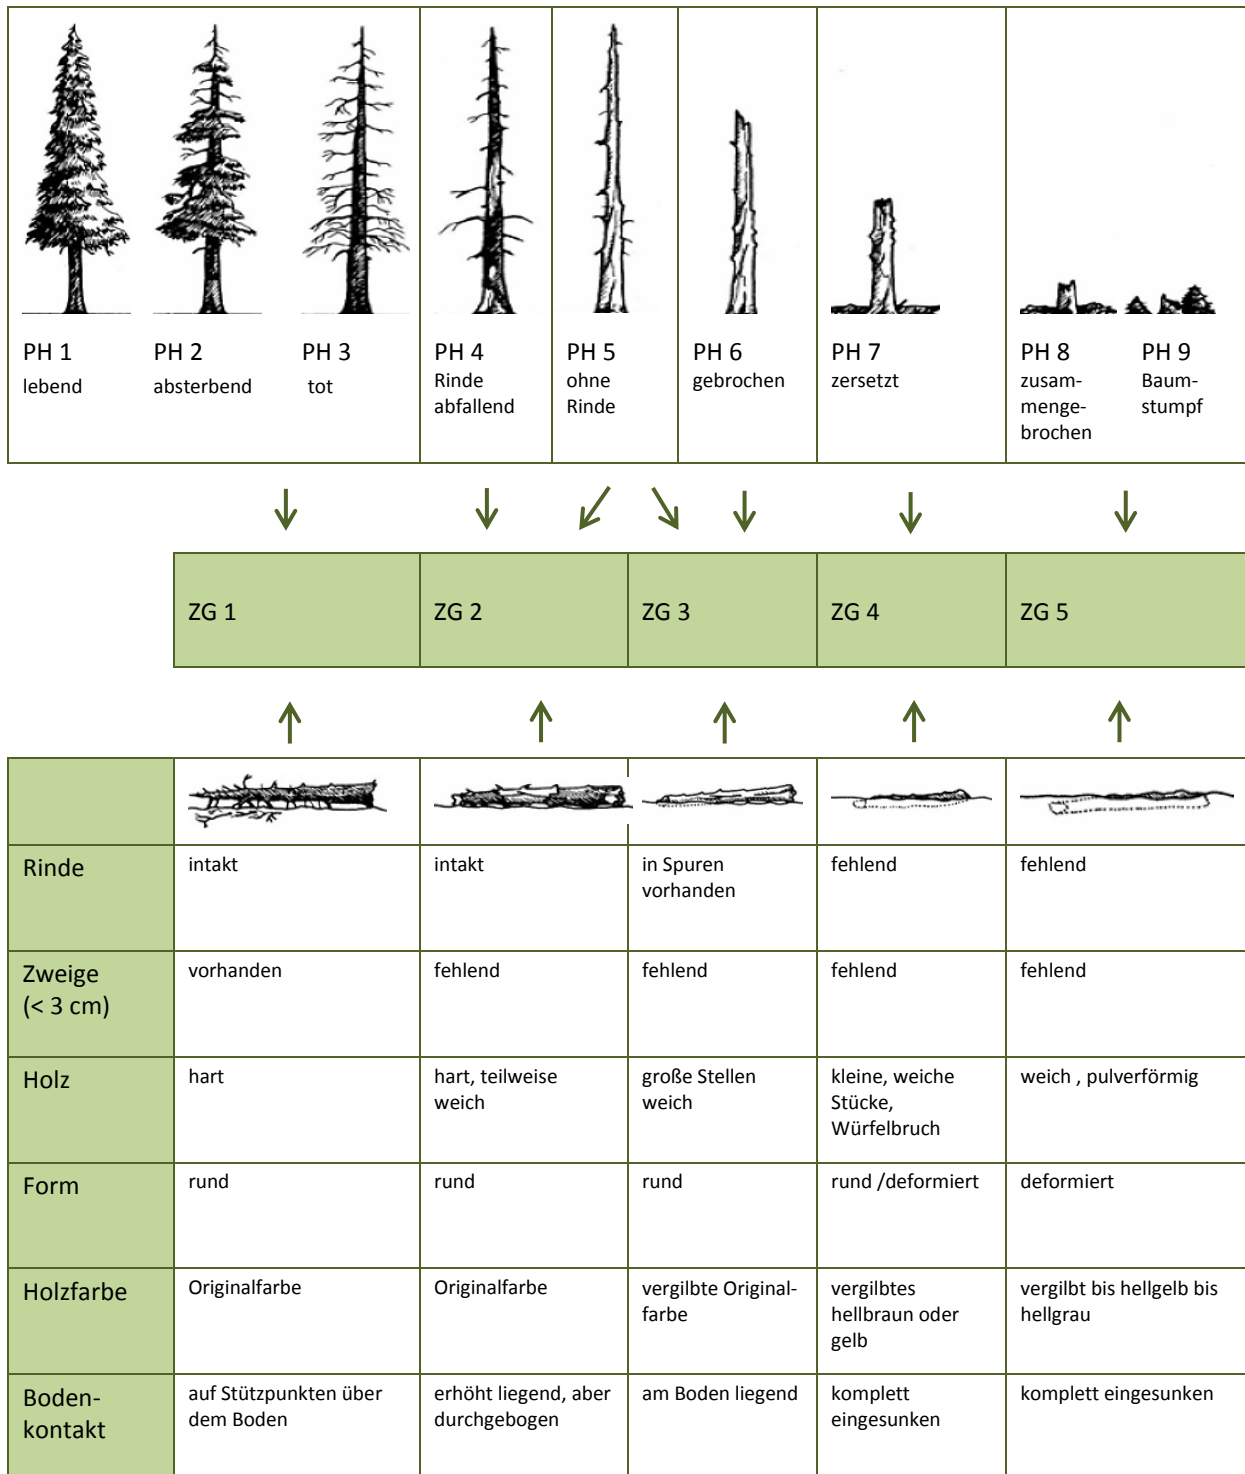 PH 1
lebend
PH 2
absterbend
PH 3
tot
PH 4
Rinde
abfallend
PH 5
ohne
Rinde
PH 6
gebrochen
PH 7
zersetzt
PH 8
zusam-
menge-
brochen
PH 9
Baum-
stumpf
ZG 1
ZG 2
ZG 3
ZG 4
ZG 5
Rinde
intakt
intakt
in Spuren
vorhanden
fehlend
fehlend
Zweige
(< 3 cm)
vorhanden
fehlend
fehlend
fehlend
fehlend
Holz
hart
hart, teilweise
weich
große Stellen
weich
kleine, weiche
Stücke,
Würfelbruch
weich , pulverförmig
Form
rund
rund
rund
rund /deformiert
deformiert
Holzfarbe
Originalfarbe
Originalfarbe
vergilbte Original-
farbe
vergilbtes
hellbraun oder
gelb
vergilbt bis hellgelb bis
hellgrau
Boden-
kontakt
auf Stützpunkten über
dem Boden
erhöht liegend, aber
durchgebogen
am Boden liegend
komplett
eingesunken
komplett eingesunken